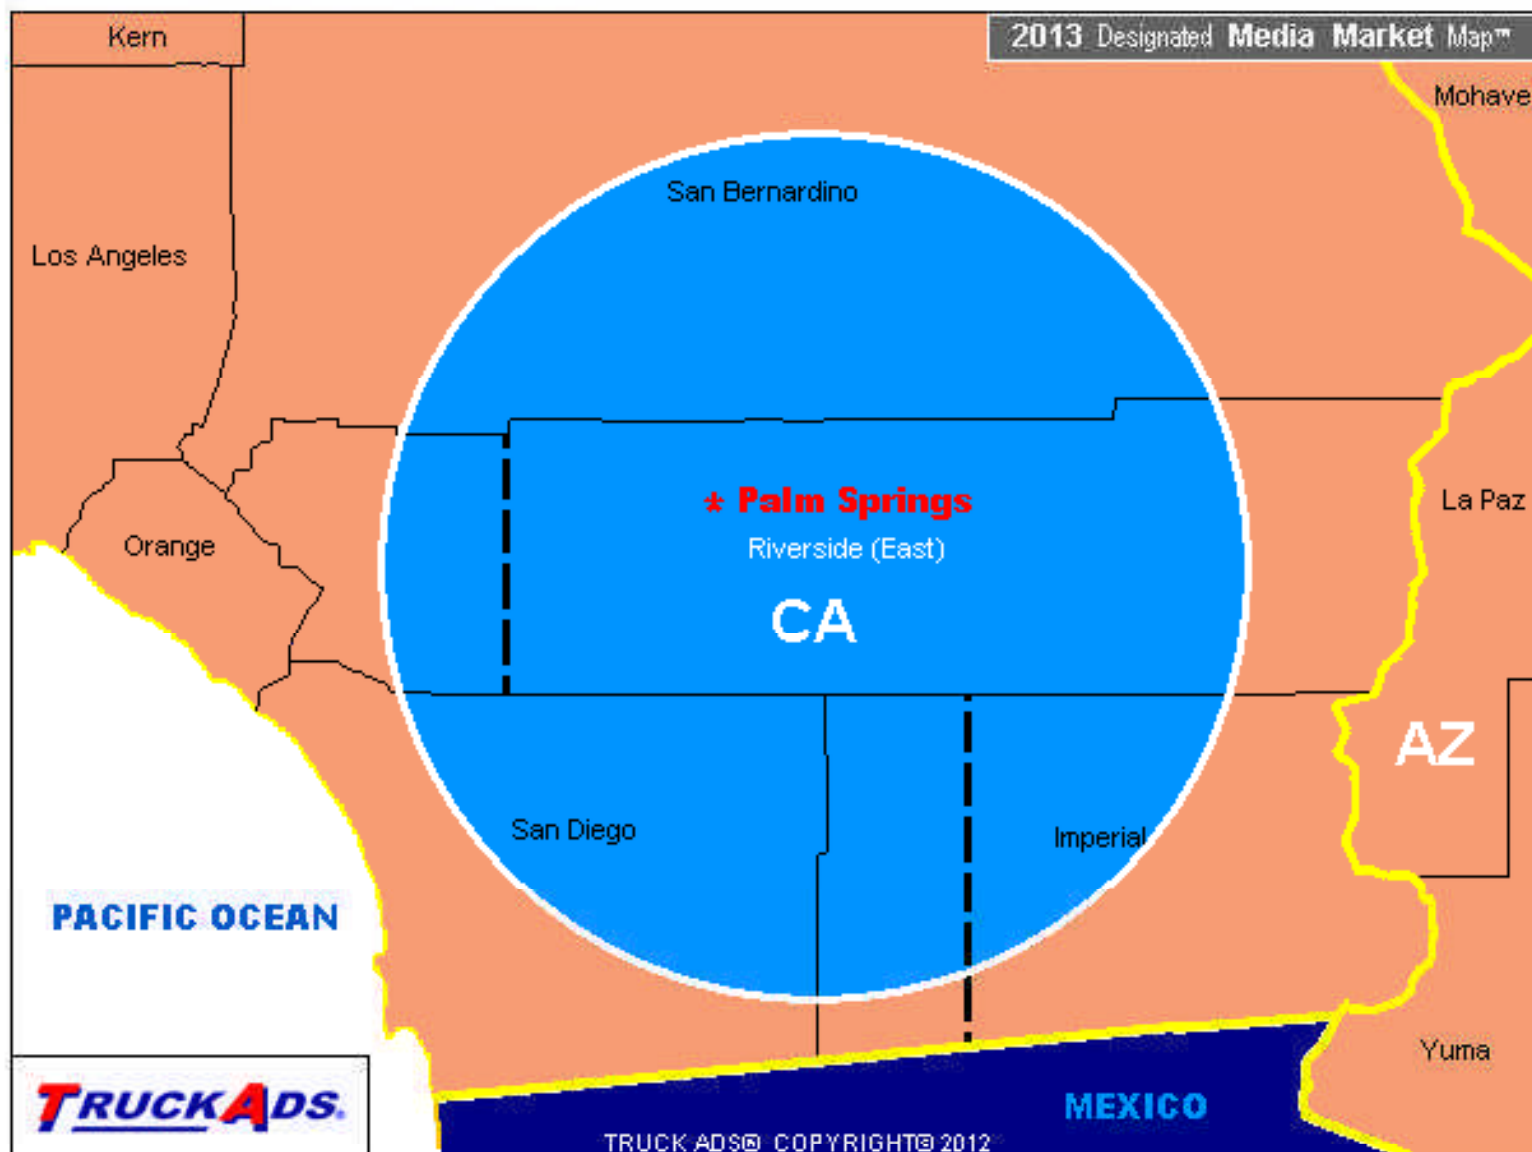 Kern
2013 Designated Media Market Map™
Mohave
San Bernardino
Los Angeles
* Palm Springs
La Paz
Orange
Riverside (East)
CA
AZ
San Diego
Imperial
PACIFIC OCEAN
Yuma
TRUCKADS®
MEXICO
TRUCK ADS® COPYRIGHT© 2012